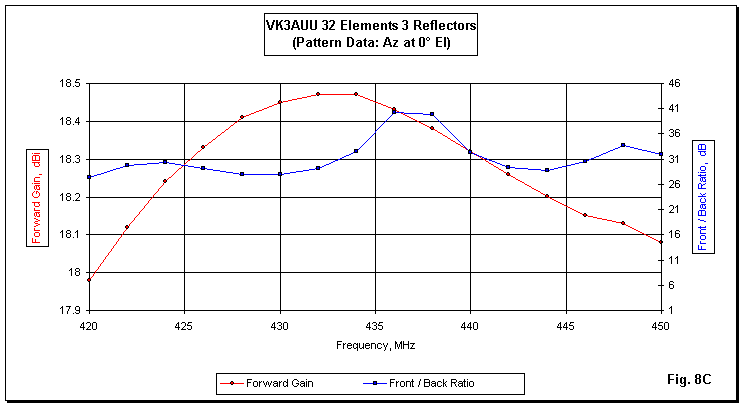 VK3AUU 32 Elements 3 Reflectors
(Pattern Data: Az at 0° El)
Forward Gain, dBi
18.5
18.4
18.3
18.2
18.1
18
17.9
46
41
36
31
26
21
16
11
6
1
Front / Back Ratio, dB
420 425 430 435 440 445 450
Frequency, MHz
Forward Gain Front / Back Ratio
Fig. 8C